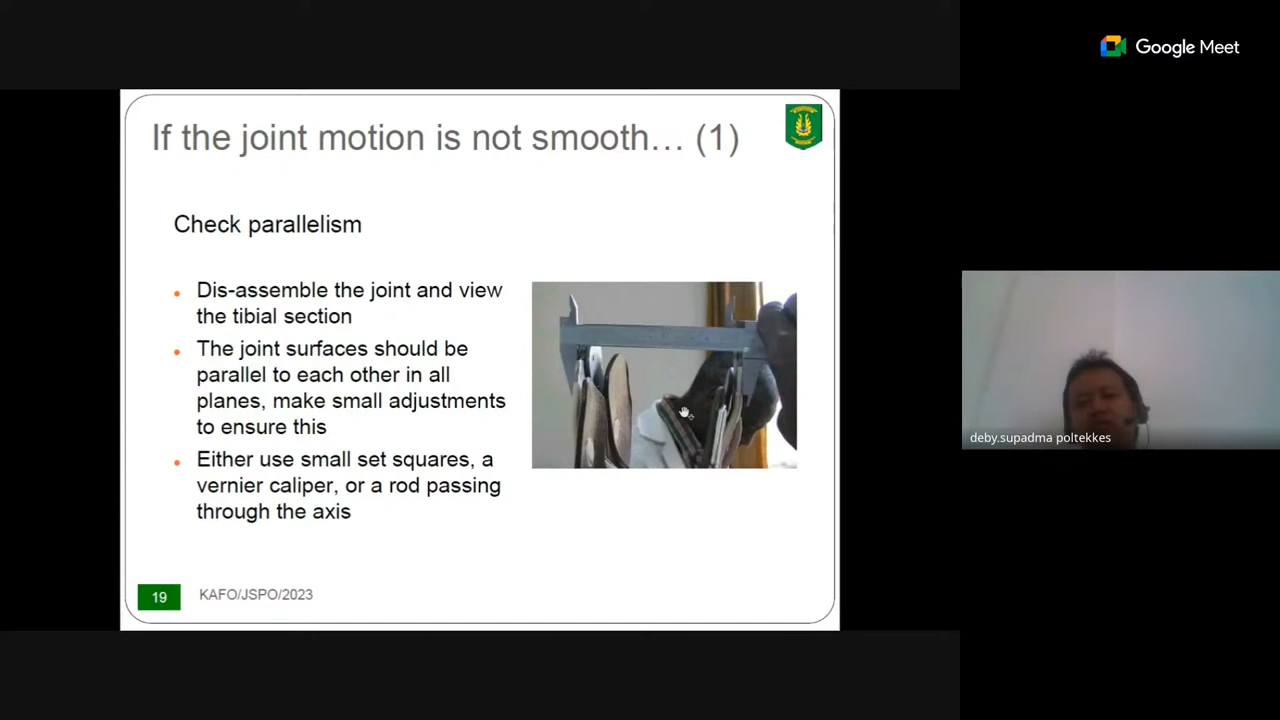 Google Meet
If the joint motion is not smooth… (1)
Check parallelism
• Dis-assemble the joint and view
the tibial section
• The joint surfaces should be
parallel to each other in all
planes, make small adjustments
to ensure this
• Either use small set squares, a
vernier caliper, or a rod passing
through the axis
19
KAFO/JSPO/2023
deby.supadma poltekkes